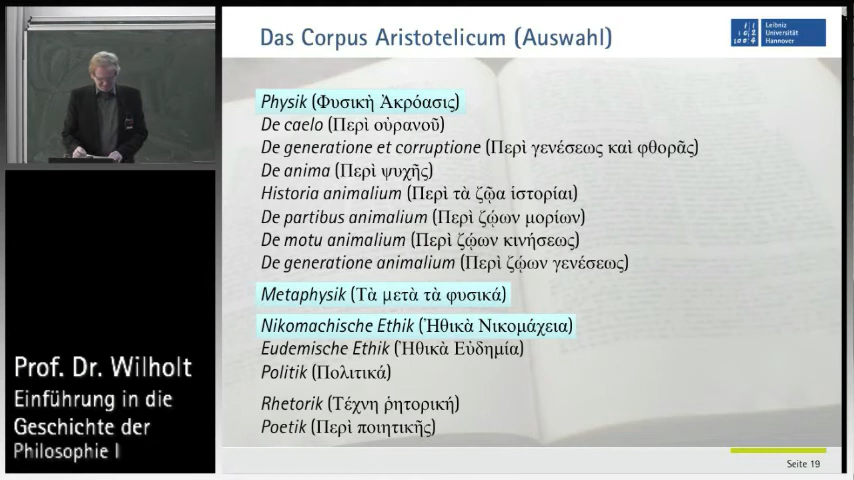 Das Corpus Aristotelicum (Auswahl)
Leibniz
Universität
Hannover
Physik (Φυσικὴ Ἀκρόασις)
De caelo (Περὶ οὐρανοῦ)
De generatione et corruptione (Περὶ γενέσεως καὶ φθορᾶς)
De anima (Περὶ ψυχῆς)
Historia animalium (Περὶ τὰ ζῷα ἱστορίαι)
De partibus animalium (Περὶ ζῴων μορίων)
De motu animalium (Περὶ ζῴων κινήσεως)
De generatione animalium (Περὶ ζῴων γενέσεως)
Metaphysik (Τὰ μετὰ τὰ φυσικά)
Nikomachische Ethik (Ἠθικὰ Νικομάχεια)
Eudemische Ethik (Ἠθικὰ Εὐδημία)
Politik (Πολιτικά)
Rhetorik (Τέχνη ῥητορική)
Poetik (Περὶ ποιητικῆς)
Prof. Dr. Wilholt
Einführung in die
Geschichte der
Philosophie I
Seite 19